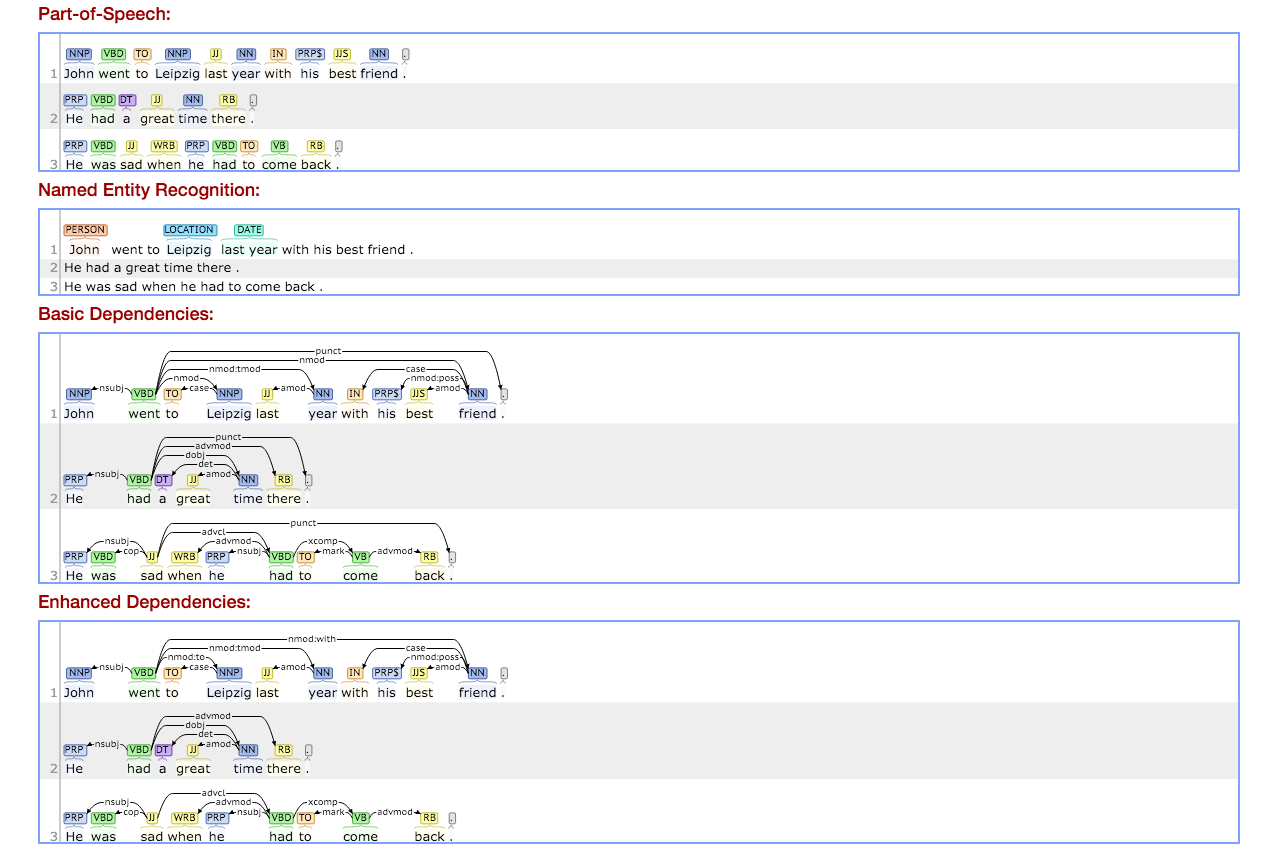 Part-of-Speech:
NNP VBD TO NNP JJ NN IN PRP$ JJS NN .
1 John went to Leipzig last year with his best friend .
PRP VBD DT JJ NN RB .
2 He had a great time there .
PRP VBD JJ WRB PRP VBD TO VB RB .
3 He was sad when he had to come back .
Named Entity Recognition:
PERSON LOCATION DATE
1 John went to Leipzig last year with his best friend .
2 He had a great time there .
3 He was sad when he had to come back .
Basic Dependencies:
punct
nmod
nmod:tmod case
nmod nmod:poss
nsubj case amod amod
NNP VBD TO NNP JJ NN IN PRP$ JJS NN .
1 John went to Leipzig last year with his best friend .
punct
advmod
dobj
det
nsubj amod
PRP VBD DT JJ NN RB .
2 He had a great time there .
punct
advcl
nsubj advmod xcomp
cop nsubj mark advmod
PRP VBD JJ WRB PRP VBD TO VB RB .
3 He was sad when he had to come back .
Enhanced Dependencies:
nmod:with
nmod:tmod case
nmod:to nmod:poss
nsubj case amod amod
NNP VBD TO NNP JJ NN IN PRP$ JJS NN .
1 John went to Leipzig last year with his best friend .
advmod
dobj
det
nsubj amod
PRP VBD DT JJ NN RB .
2 He had a great time there .
advcl
nsubj advmod xcomp
cop nsubj mark advmod
PRP VBD JJ WRB PRP VBD TO VB RB .
3 He was sad when he had to come back .